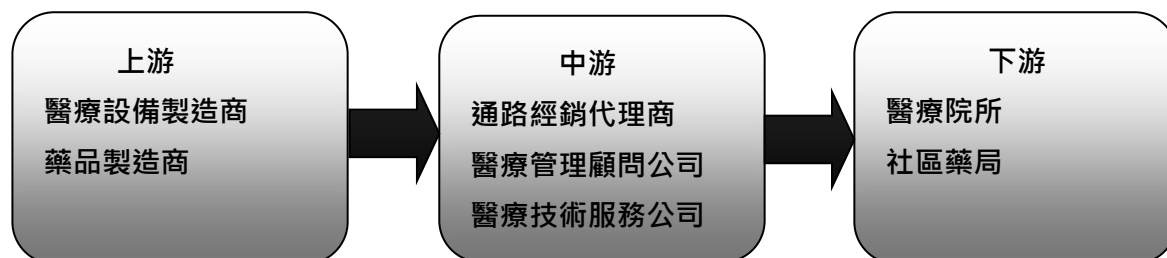 上游
醫療設備製造商
藥品製造商
中游
通路經銷代理商
醫療管理顧問公司
醫療技術服務公司
下游
醫療院所
社區藥局